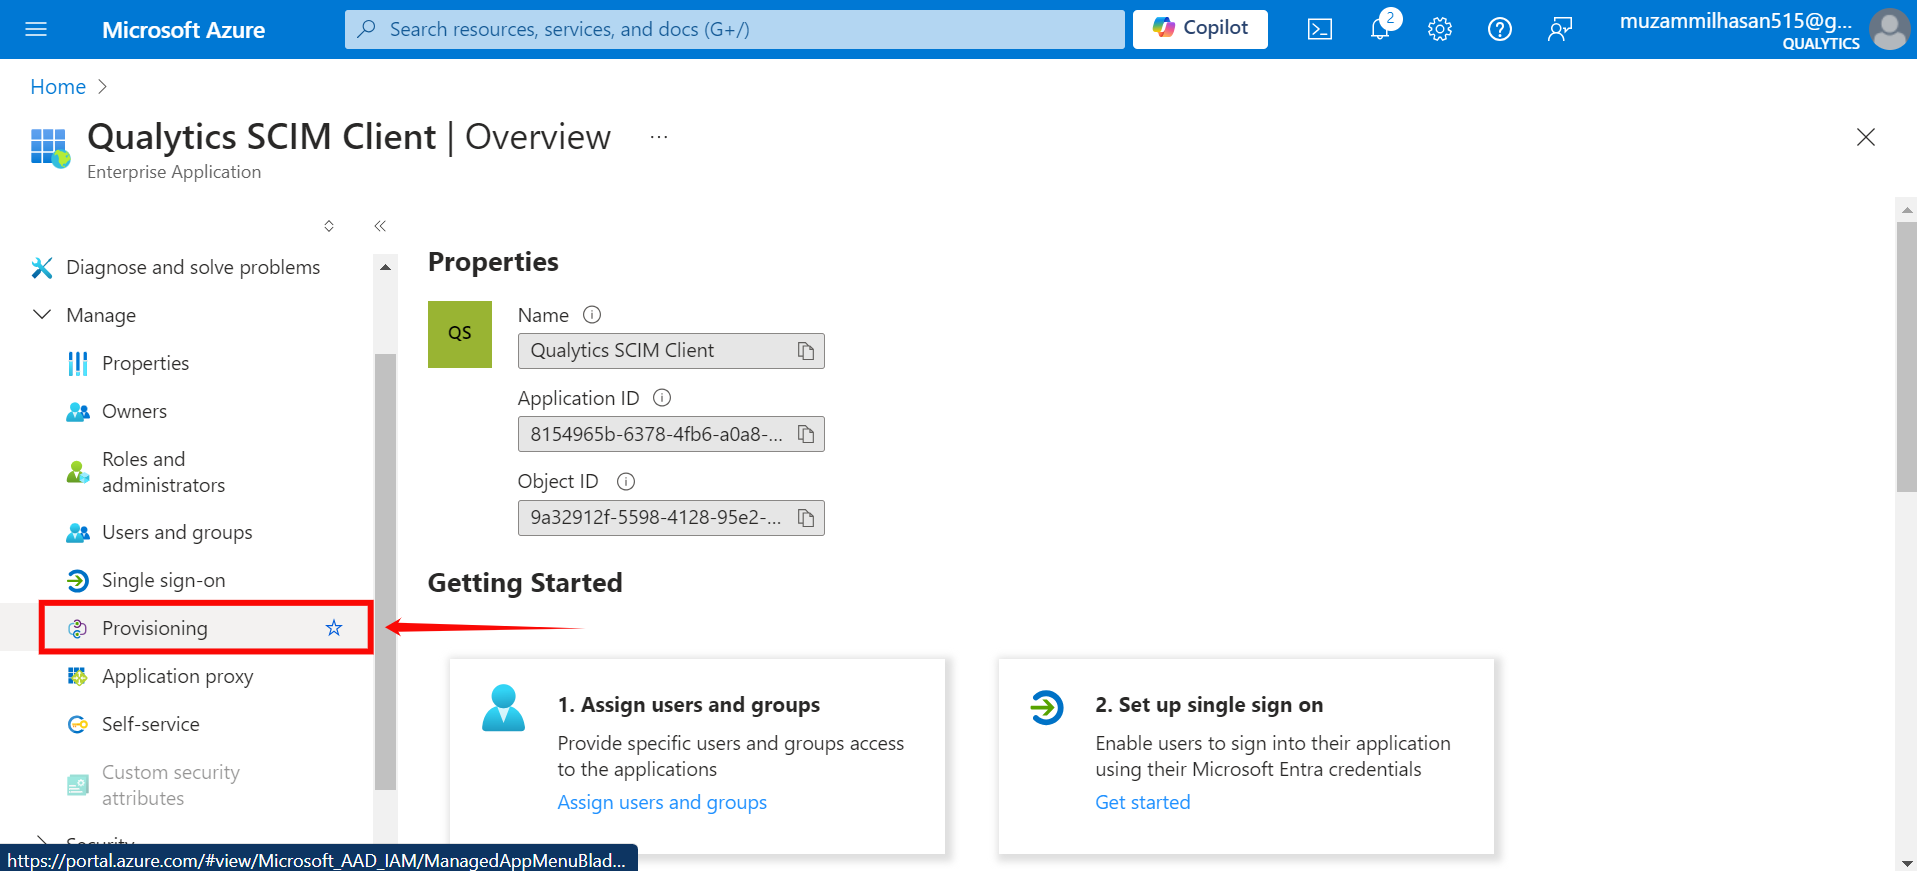 Microsoft Azure
Search resources, services, and docs (G+/)
Copilot
2
muzammilhasan515@g...
QUALYTICS
Home
Qualytics SCIM Client | Overview
...
Enterprise Application
Diagnose and solve problems
Manage
Properties
Owners
Roles and
administrators
Users and groups
Single sign-on
Provisioning
Application proxy
Self-service
Custom security
attributes
Security
https://portal.azure.com/#view/Microsoft_AAD_IAM/ManagedAppMenuBlad...
Properties
QS
Name
Qualytics SCIM Client
Application ID
8154965b-6378-4fb6-a0a8-...
Object ID
9a32912f-5598-4128-95e2-...
Getting Started
1. Assign users and groups
Provide specific users and groups access
to the applications
Assign users and groups
2. Set up single sign on
Enable users to sign into their application
using their Microsoft Entra credentials
Get started